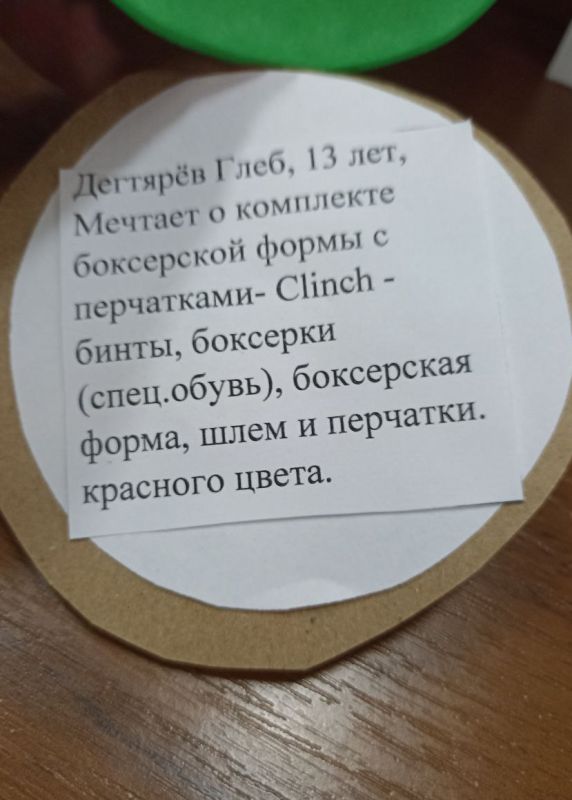 Дегтярёв Глеб, 13 лет,
Мечтает о комплекте
боксерской формы с
перчатками- Clinch -
бинты, боксерки
(спец.обувь), боксерская
форма, шлем и перчатки.
красного цвета.